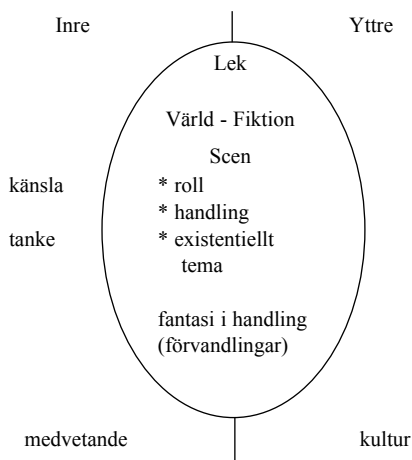 Inre Yttre
Lek
Värld - Fiktion
Scen
känsla * roll
* handling
tanke * existentiellt
tema
fantasi i handling
(förvandlingar)
medvetande kultur